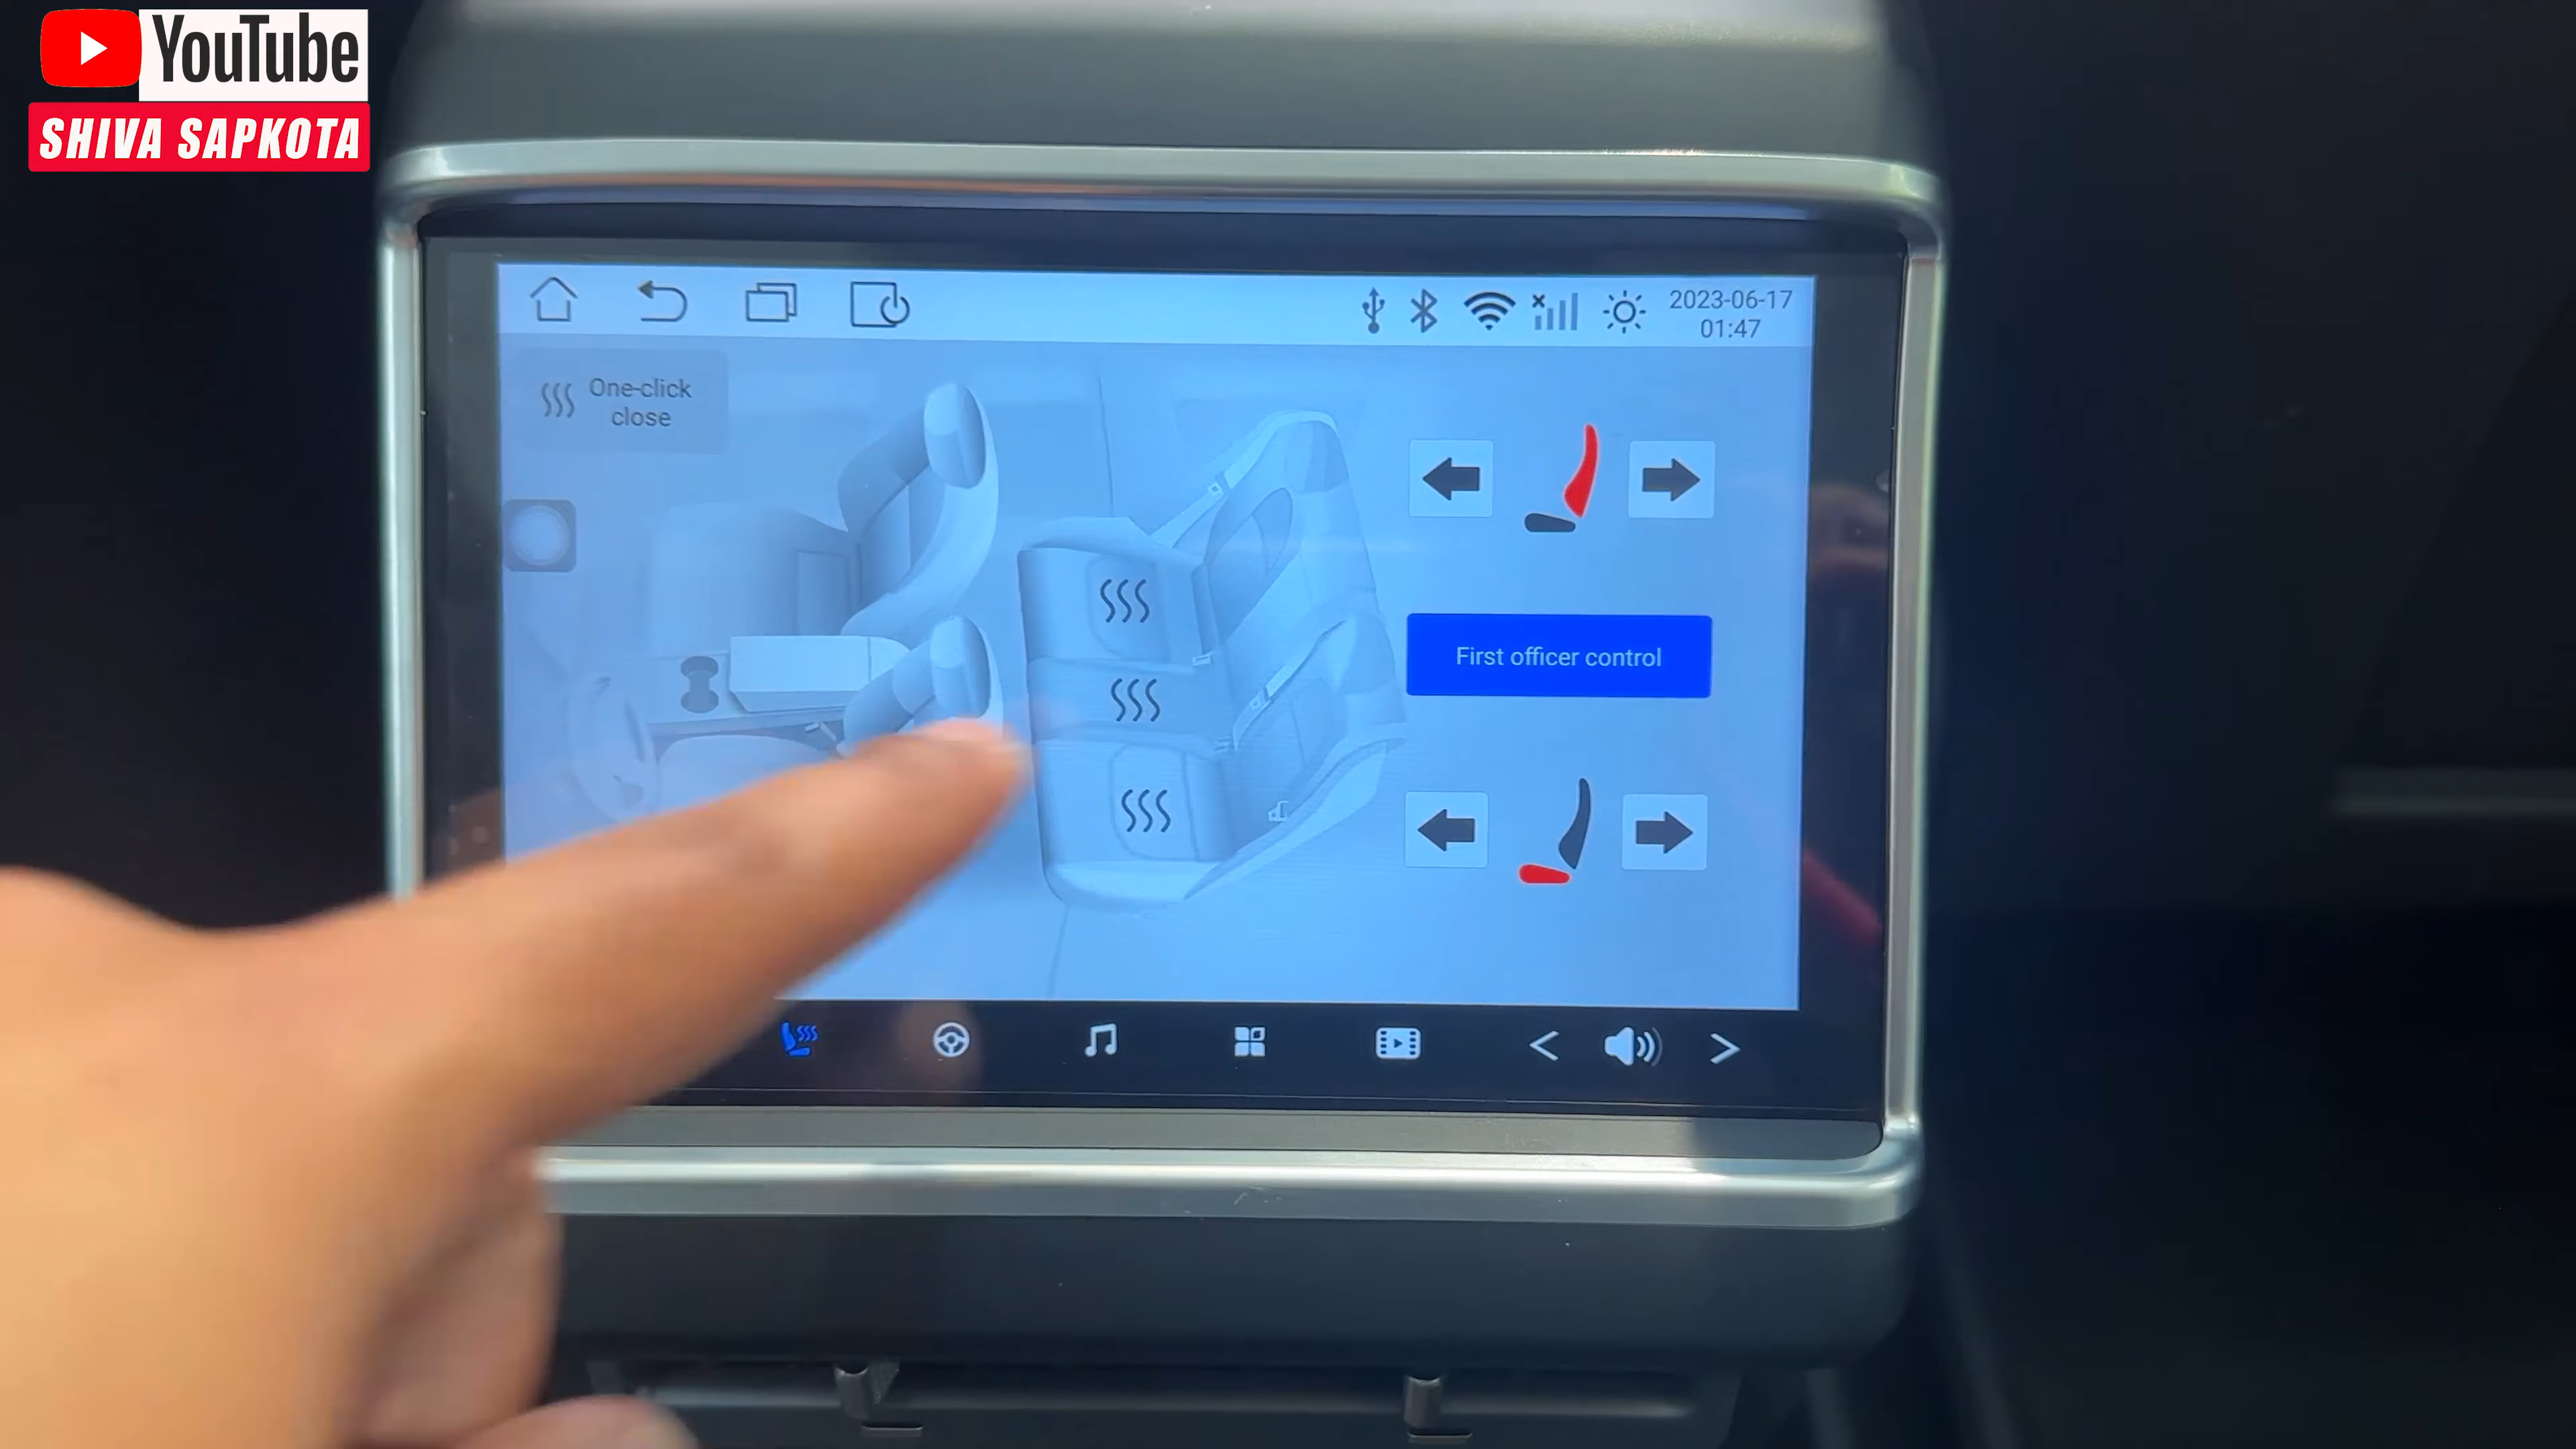 YouTube
SHIVA SAPKOTA
2023-06-17
01:47
One-click
close
First officer control